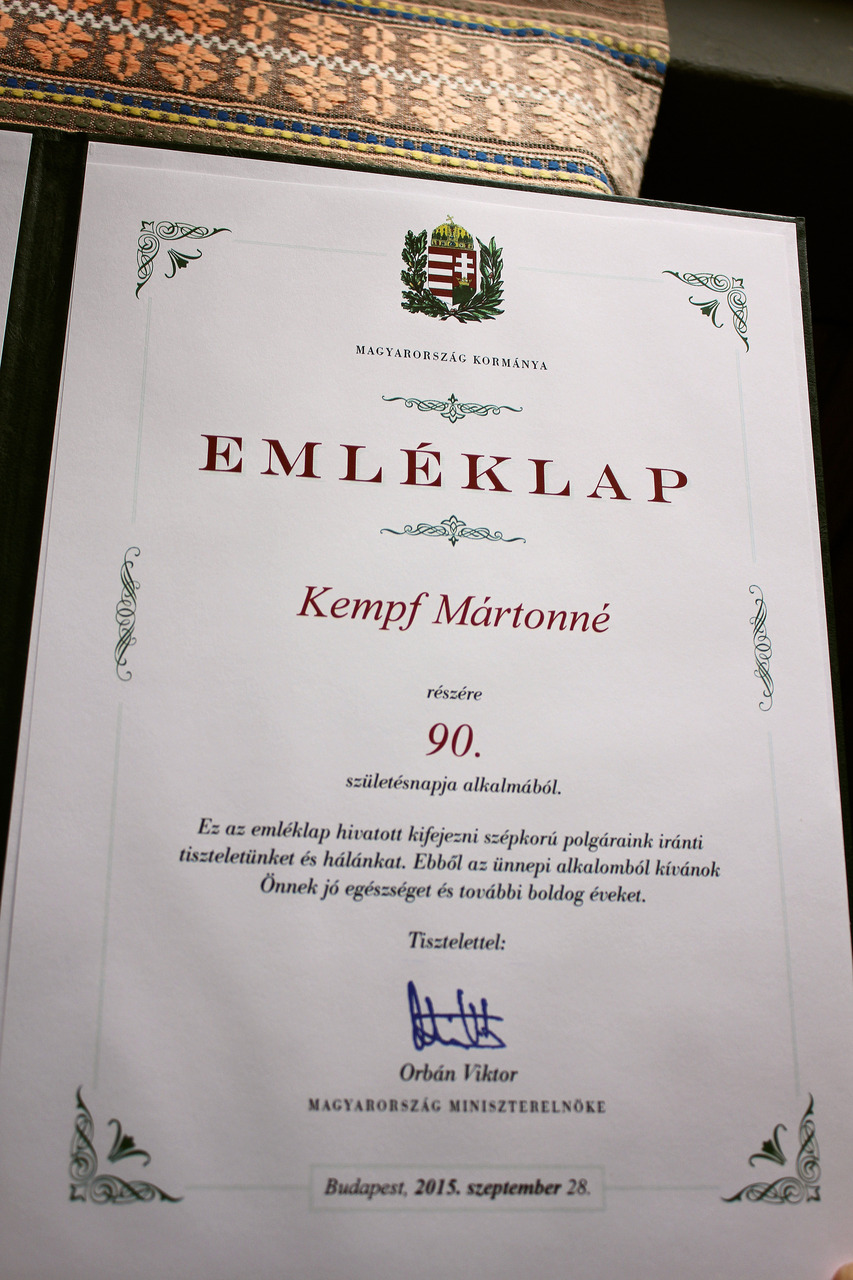 MAGYARORSZÁG KORMÁNYA
EMLÉKLAP
Kempf Mártonné
részére
90.
születésnapja alkalmából.
Ez az emléklap hivatott kifejezni szépkorú polgáraink iránti
tiszteletünket és hálánkat. Ebből az ünnepi alkalomból kívánok
Önnek jó egészséget és további boldog éveket.
Tisztelettel:
Orbán Viktor
MAGYARORSZÁG MINISZTERELNÖKE
Budapest, 2015. szeptember 28.